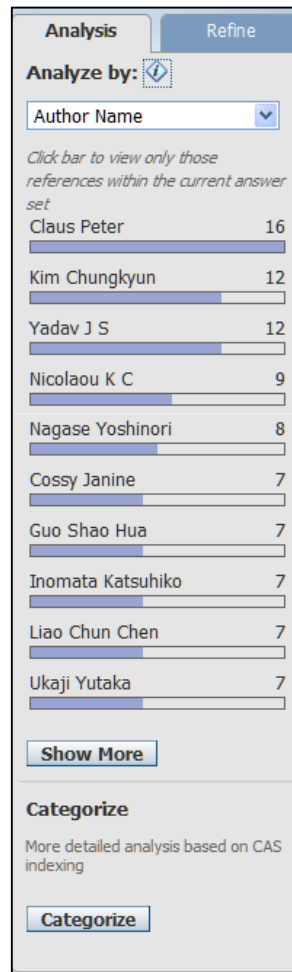 Analysis Refine
Analyze by:
Author Name
Click bar to view only those
references within the current answer
set
Claus Peter 16
Kim Chungkyun 12
Yadav J S 12
Nicolaou K C 9
Nagase Yoshinori 8
Cossy Janine 7
Guo Shao Hua 7
Inomata Katsuhiko 7
Liao Chun Chen 7
Ukaji Yutaka 7
Show More
Categorize
More detailed analysis based on CAS
indexing
Categorize